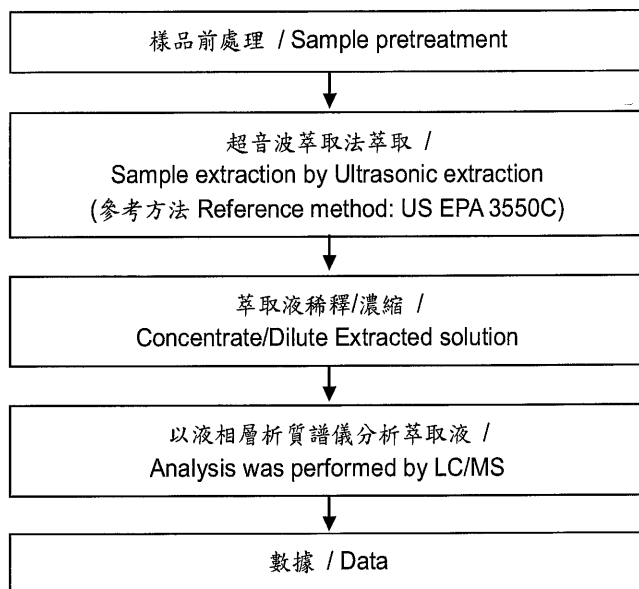 樣品前處理 / Sample pretreatment
超音波萃取法萃取 /
Sample extraction by Ultrasonic extraction
(參考方法 Reference method: US EPA 3550C)
萃取液稀釋/濃縮 /
Concentrate/Dilute Extracted solution
以液相層析質譜儀分析萃取液 /
Analysis was performed by LC/MS
數據 / Data